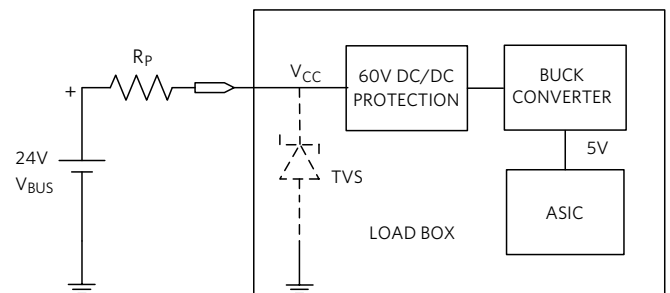 RP
+
VCC
60V DC/DC
PROTECTION
BUCK
CONVERTER
24V
VBUS
TVS
5V
ASIC
LOAD BOX